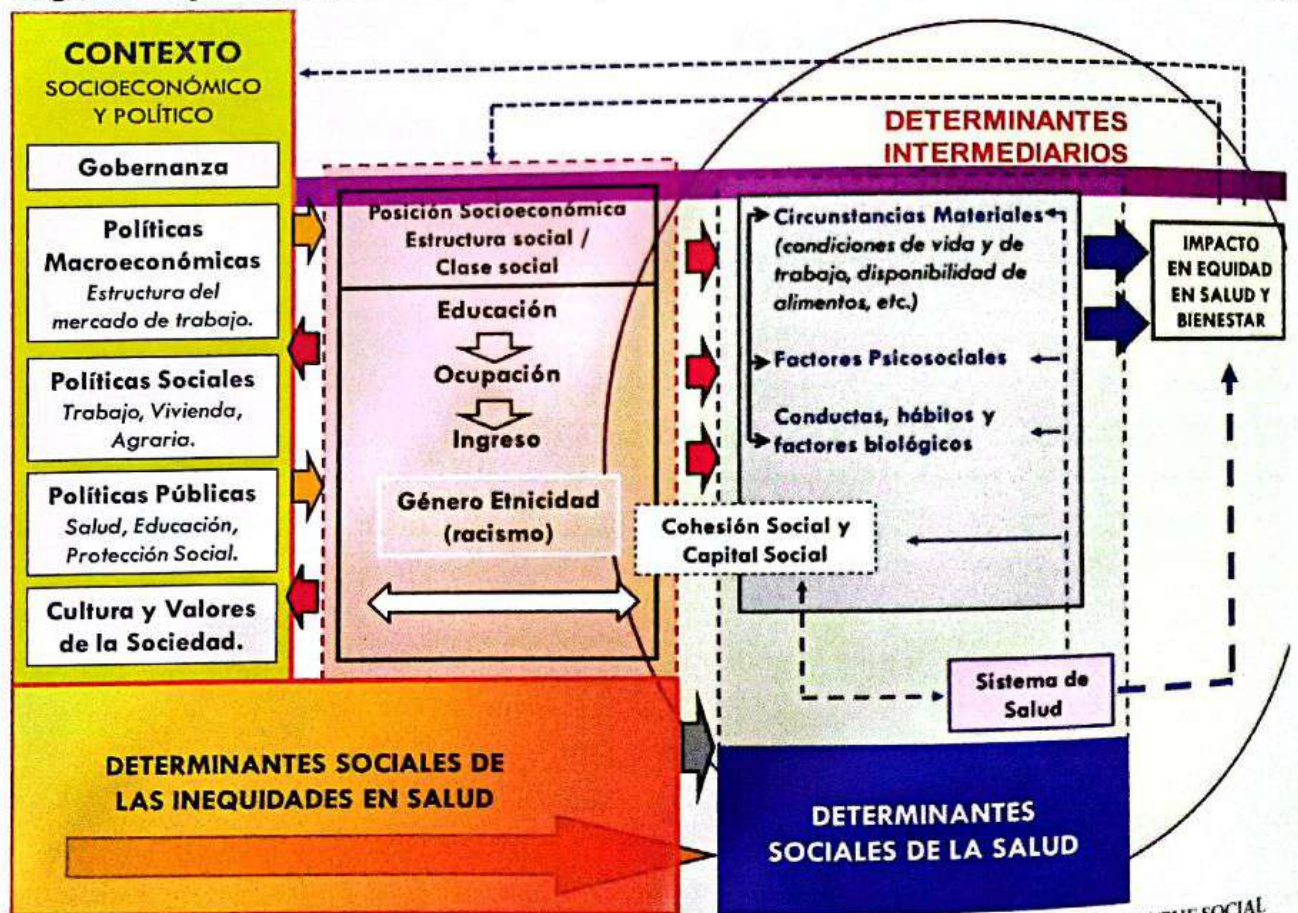 CONTEXTO
SOCIOECONÓMICO
Y POLÍTICO
Gobernanza
Políticas
Macroeconómicas
Estructura del
mercado de trabajo.
Políticas Sociales
Trabajo, Vivienda,
Agraria.
Políticas Públicas
Salud, Educación,
Protección Social.
Cultura y Valores
de la Sociedad.
Posición Socioeconómica
Estructura social /
Clase social
Educación
Ocupación
Ingreso
Género Etnicidad
(racismo)
DETERMINANTES
INTERMEDIARIOS
Circunstancias Materiales
(condiciones de vida y de
trabajo, disponibilidad de
alimentos, etc.)
Factores Psicosociales
Conductas, hábitos y
factores biológicos
Cohesión Social y
Capital Social
Sistema de
Salud
IMPACTO
EN EQUIDAD
EN SALUD Y
BIENESTAR
DETERMINANTES SOCIALES DE
LAS INEQUIDADES EN SALUD
DETERMINANTES
SOCIALES DE LA SALUD
SOCIAL